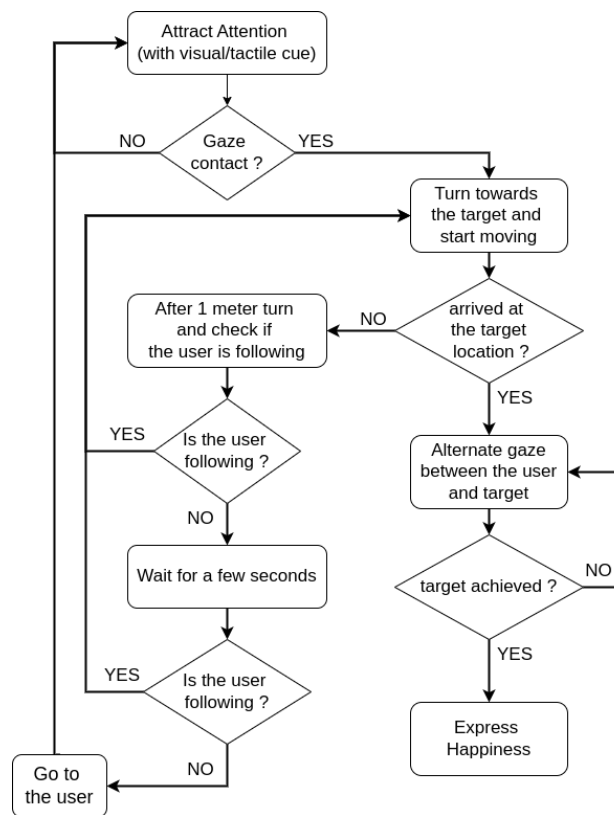 Attract Attention
(with visual/tactile cue)
NO
Gaze
contact ?
YES
Turn towards
the target and
start moving
After 1 meter turn
and check if
the user is following
NO
arrived at
the target
location ?
YES
YES
Is the user
following ?
NO
Alternate gaze
between the user
and target
Wait for a few seconds
target achieved ?
NO
YES
YES
Is the user
following ?
NO
Express
Happiness
Go to
the user